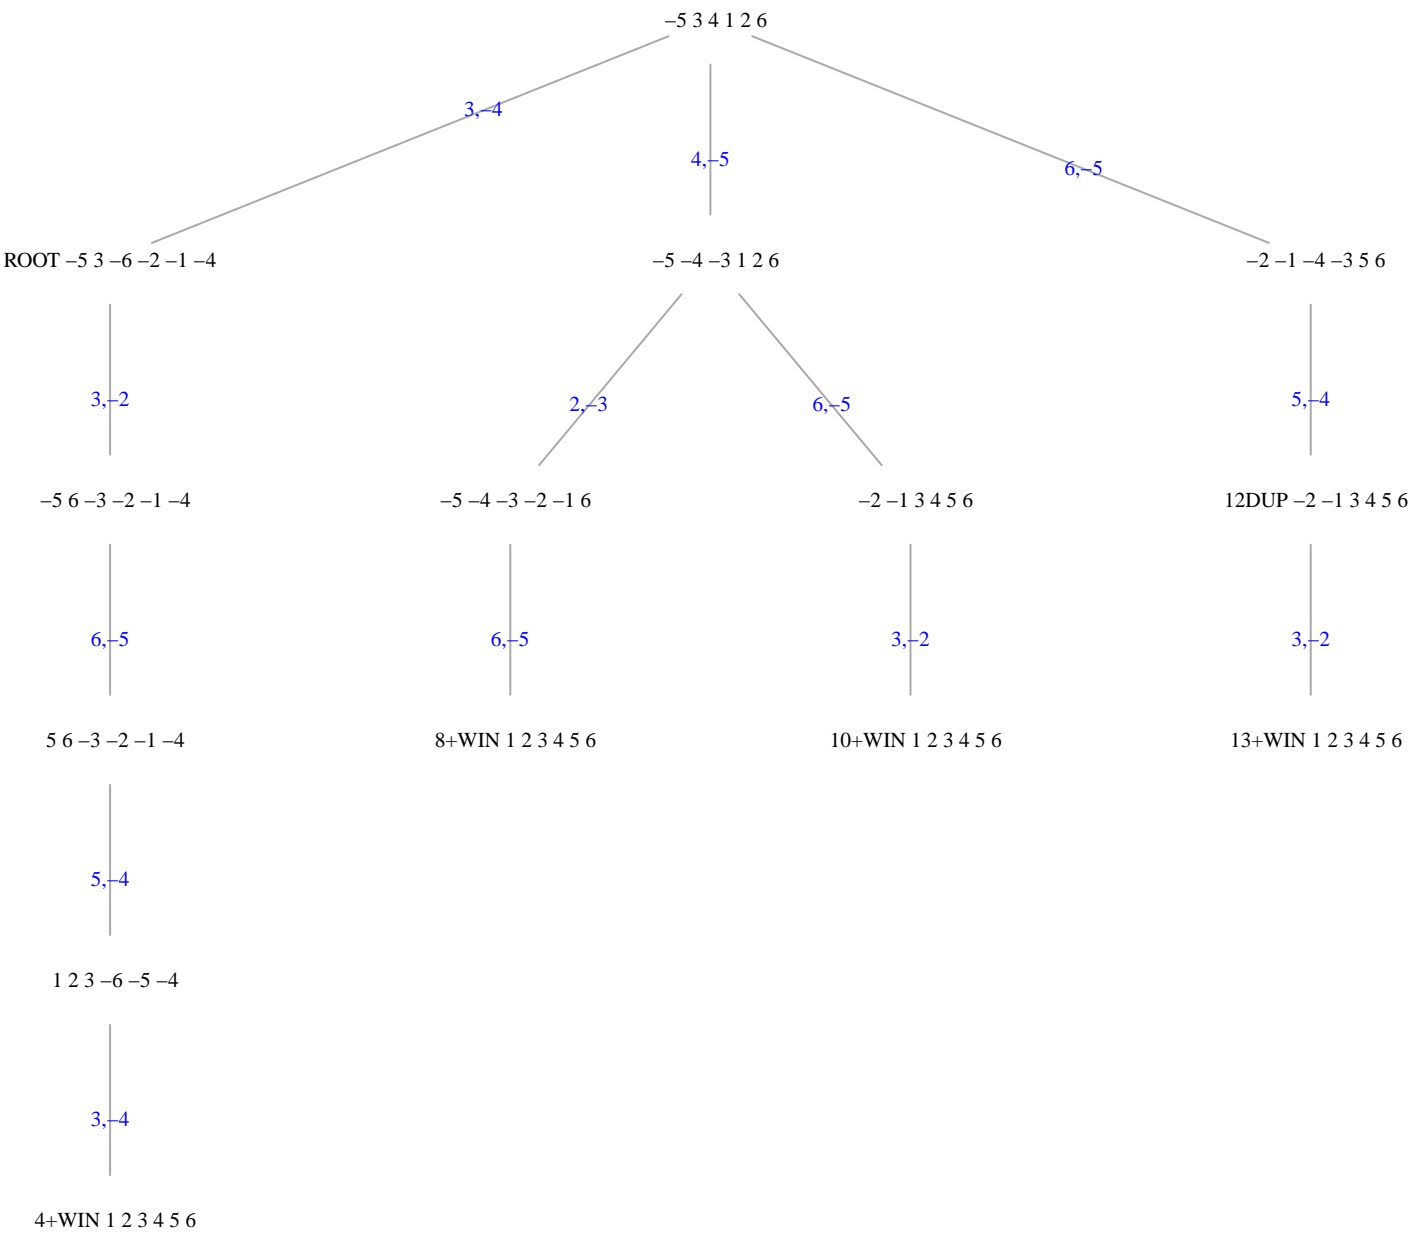 –5 3 4 1 2 6
3,–4
4,–5
6,–5
ROOT –5 3 –6 –2 –1 –4
–5 –4 –3 1 2 6
–2 –1 –4 –3 5 6
3,–2
2,–3
6,–5
5,–4
–5 6 –3 –2 –1 –4
–5 –4 –3 –2 –1 6
–2 –1 3 4 5 6
12DUP –2 –1 3 4 5 6
6,–5
6,–5
3,–2
3,–2
5 6 –3 –2 –1 –4
8+WIN 1 2 3 4 5 6
10+WIN 1 2 3 4 5 6
13+WIN 1 2 3 4 5 6
5,–4
1 2 3 –6 –5 –4
3,–4
4+WIN 1 2 3 4 5 6